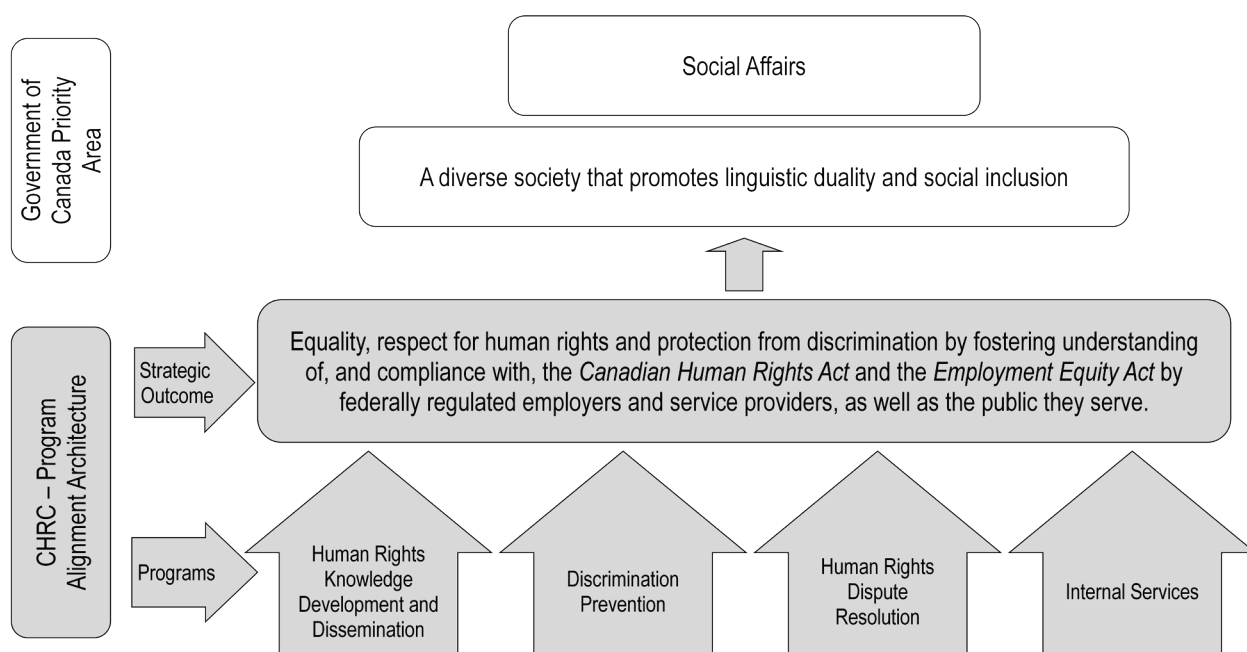 Government of
Canada Priority
Area
Social Affairs
A diverse society that promotes linguistic duality and social inclusion
CHRC – Program
Alignment Architecture
Strategic
Outcome
Equality, respect for human rights and protection from discrimination by fostering understanding
of, and compliance with, the Canadian Human Rights Act and the Employment Equity Act by
federally regulated employers and service providers, as well as the public they serve.
Programs
Human Rights
Knowledge
Development and
Dissemination
Discrimination
Prevention
Human Rights
Dispute
Resolution
Internal Services